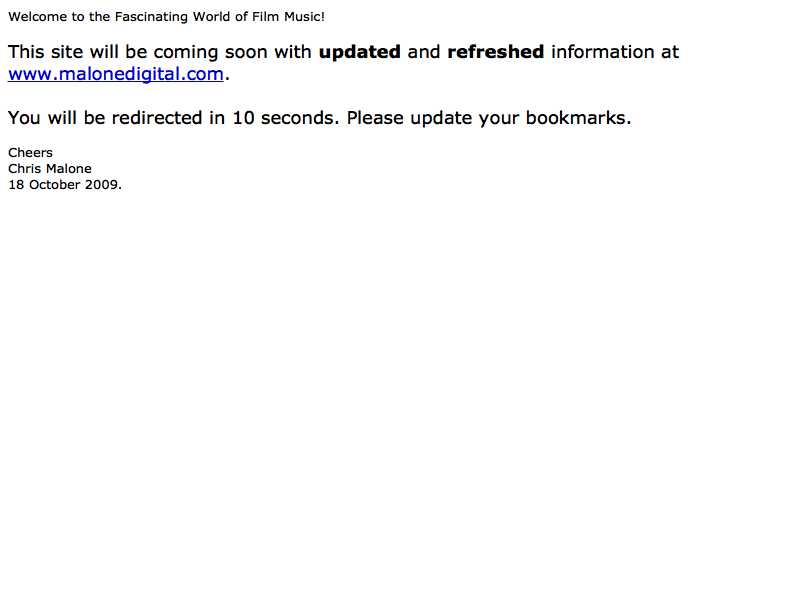 Welcome to the Fascinating World of Film Music!
This site will be coming soon with updated and refreshed information at
www.malonedigital.com.
You will be redirected in 10 seconds. Please update your bookmarks.
Cheers
Chris Malone
18 October 2009.